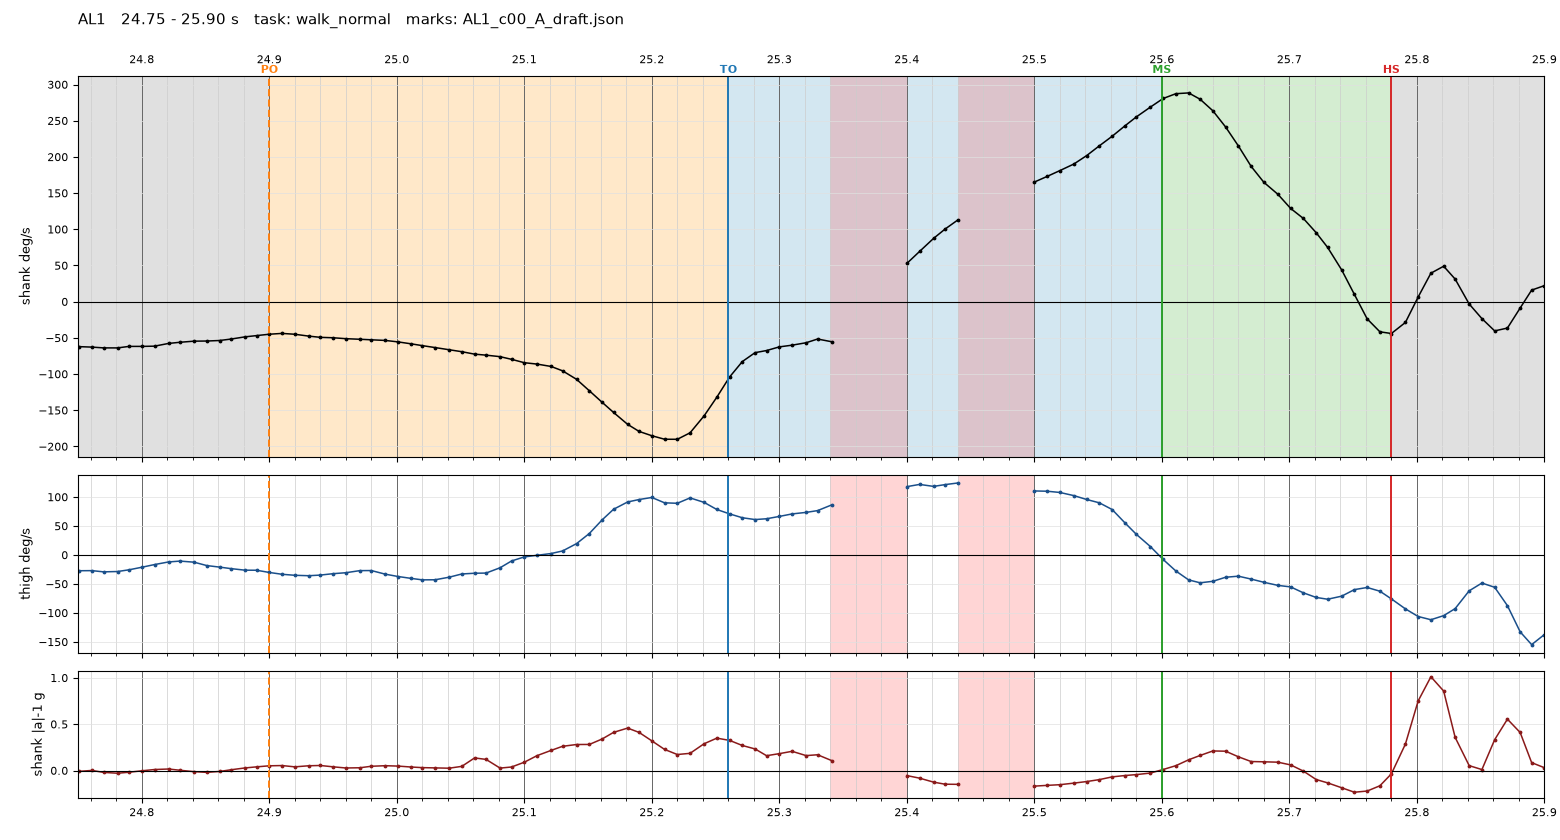 AL1   24.75 - 25.90 s   task: walk_normal   marks: AL1_c00_A_draft.json
24.8 24.9 25.0 25.1 25.2 25.3 25.4 25.5 25.6 25.7 25.8 25.9
PO TO MS HS
300
250
200
150
100
50
0
−50
−100
−150
−200
shank deg/s
100
50
0
−50
−100
−150
thigh deg/s
1.0
0.5
0.0
shank |a|-1 g
24.8 24.9 25.0 25.1 25.2 25.3 25.4 25.5 25.6 25.7 25.8 25.9